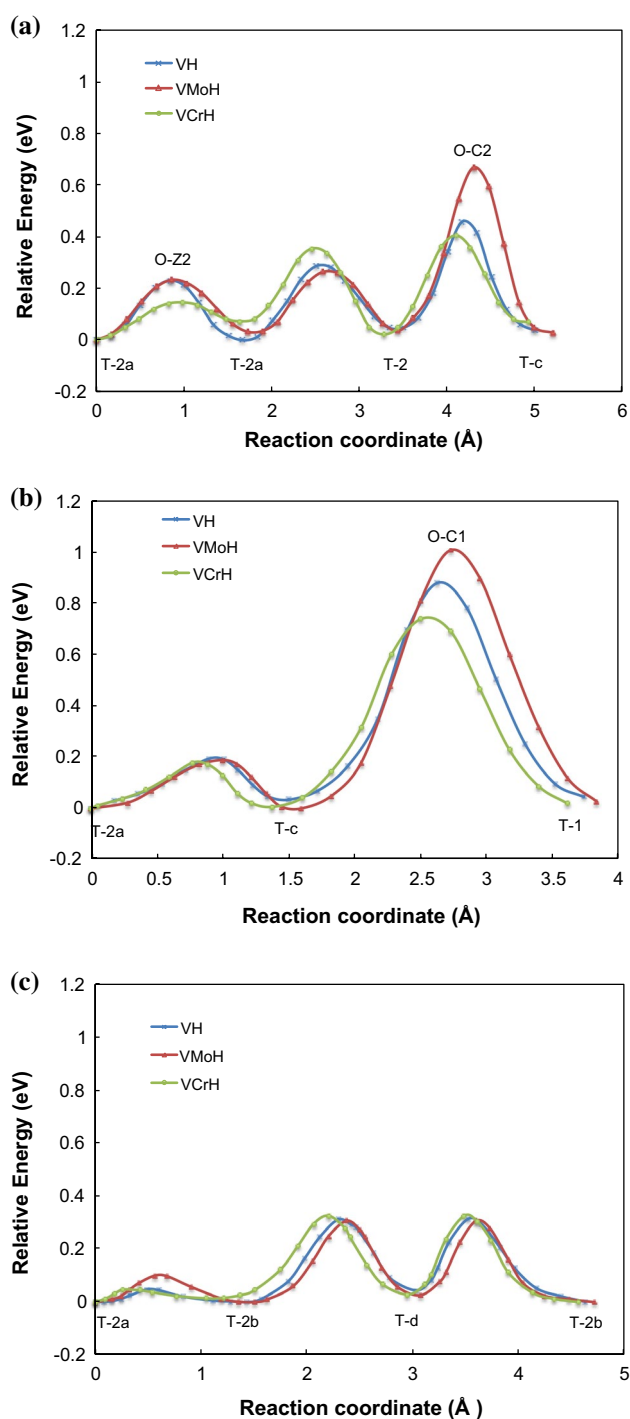 (a)
1.2
1
0.8
0.6
0.4
0.2
0
-0.2
Relative Energy (eV)
VH
VMoH
VCrH
O-Z2
O-C2
T-2a
T-2a
T-2
T-c
0 1 2 3 4 5 6
Reaction coordinate (Å)
(b)
1.2
1
0.8
0.6
0.4
0.2
0
-0.2
Relative Energy (eV)
VH
VMoH
VCrH
O-C1
T-2a
T-c
T-1
0 0.5 1 1.5 2 2.5 3 3.5 4
Reaction coordinate (Å)
(c)
1.2
1
0.8
0.6
0.4
0.2
0
-0.2
Relative Energy (eV)
VH
VMoH
VCrH
T-2a
T-2b
T-d
T-2b
0 1 2 3 4 5
Reaction coordinate (Å )